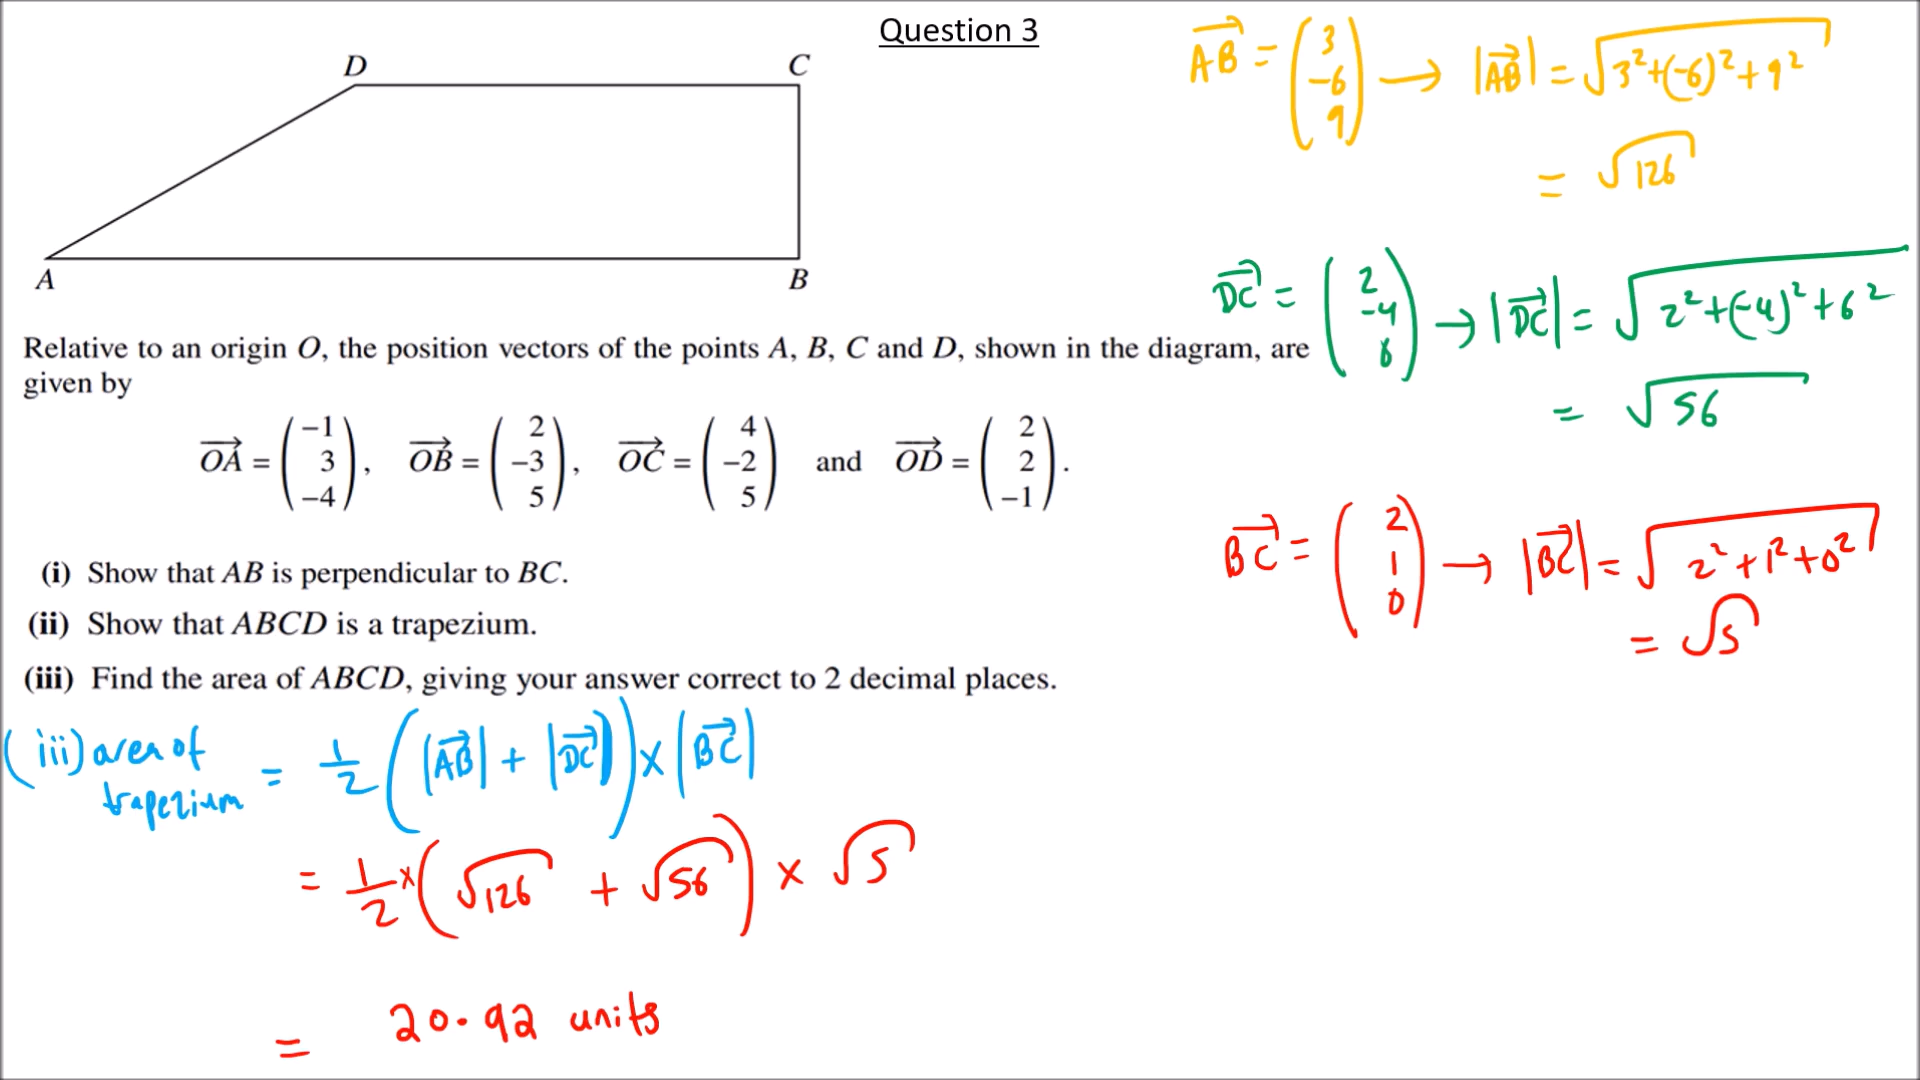 Question 3
D C
A B
Relative to an origin O, the position vectors of the points A, B, C and D, shown in the diagram, are
given by
OA→ = (−1 3 −4), OB→ = (2 −3 5), OC→ = (4 −2 5) and OD→ = (2 2 −1).
(i) Show that AB is perpendicular to BC.
(ii) Show that ABCD is a trapezium.
(iii) Find the area of ABCD, giving your answer correct to 2 decimal places.
AB→ = (3 −6 9) → |AB→| = √(3²+(−6)²+9²)
= √126
DC→ = (2 −4 6) → |DC→| = √(2²+(−4)²+6²)
= √56
BC→ = (2 1 0) → |BC→| = √(2²+1²+0²)
= √5
(iii) area of
trapezium = 1/2 (|AB→| + |DC→|) × |BC→|
= 1/2 × (√126 + √56) × √5
= 20.92 units